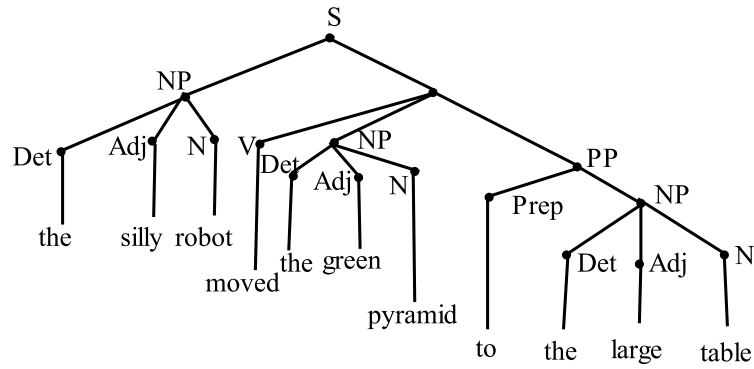 S
NP
Det Adj N V NP
Det Adj N PP
Prep NP
Det Adj N
the silly robot
moved the green
pyramid
to the large table